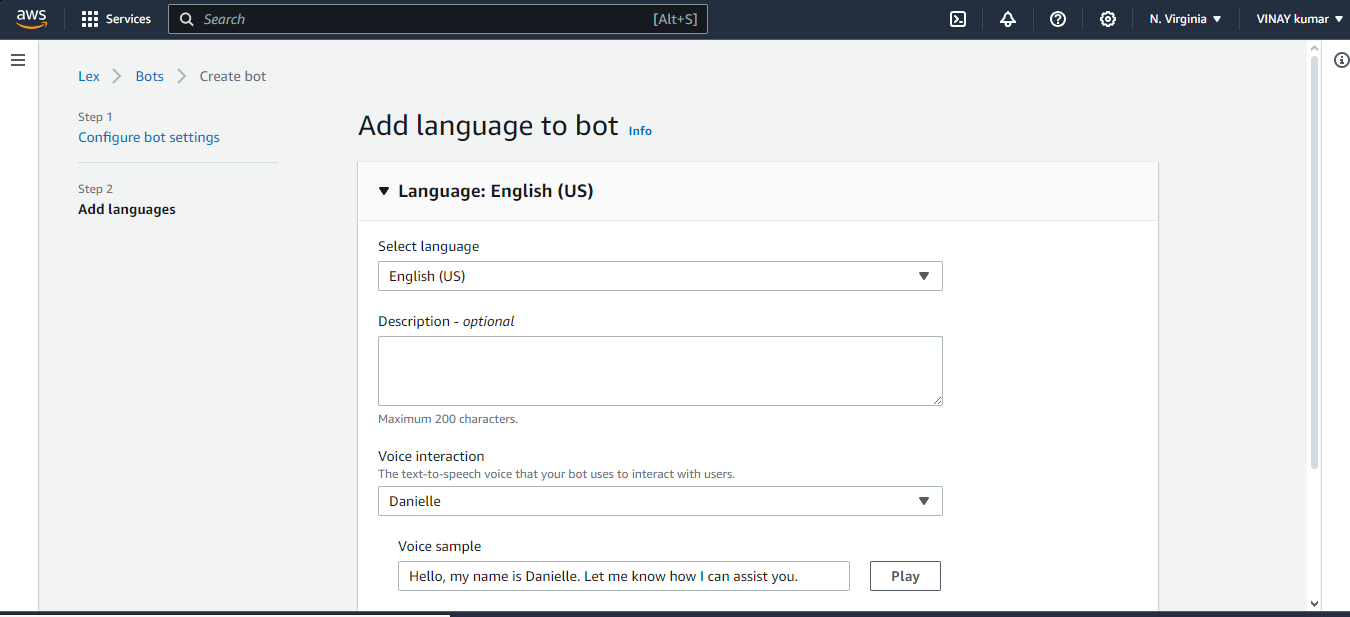 aws Services Search [Alt+S] N. Virginia VINAY kumar
Lex Bots Create bot
Step 1
Configure bot settings
Step 2
Add languages
Add language to bot Info
Language: English (US)
Select language
English (US)
Description - optional
Maximum 200 characters.
Voice interaction
The text-to-speech voice that your bot uses to interact with users.
Danielle
Voice sample
Hello, my name is Danielle. Let me know how I can assist you.
Play